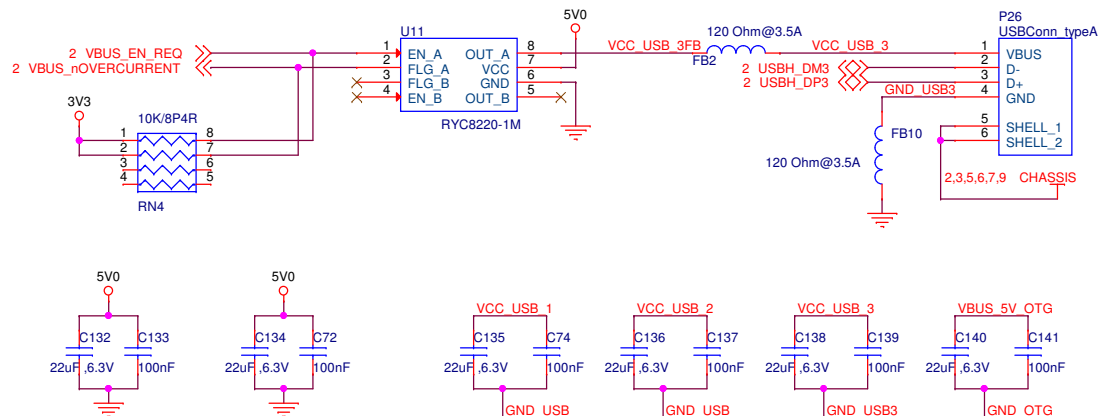 U11
5V0
P26
USBConn_typeA
120 Ohm@3.5A
2 VBUS_EN_REQ
1 EN_A OUT_A 8
VCC_USB_3FB
FB2
VCC_USB_3
1 VBUS
2 VBUS_nOVERCURRENT
2 FLG_A VCC 7
2 USBH_DM3
2 D-
3 FLG_B GND 6
2 USBH_DP3
3 D+
4 EN_B OUT_B 5
GND_USB3
4 GND
RYC8220-1M
3V3
10K/8P4R
1 8
2 7
3 6
4 5
RN4
FB10
120 Ohm@3.5A
5 SHELL_1
6 SHELL_2
2,3,5,6,7,9 CHASSIS
5V0
5V0
VCC_USB_1
VCC_USB_2
VCC_USB_3
VBUS_5V_OTG
C132 C133
C134 C72
C135 C74
C136 C137
C138 C139
C140 C141
22uF ,6.3V 100nF
22uF ,6.3V 100nF
22uF ,6.3V 100nF
22uF ,6.3V 100nF
22uF ,6.3V 100nF
22uF ,6.3V 100nF
GND_USB
GND_USB
GND_USB3
GND_OTG